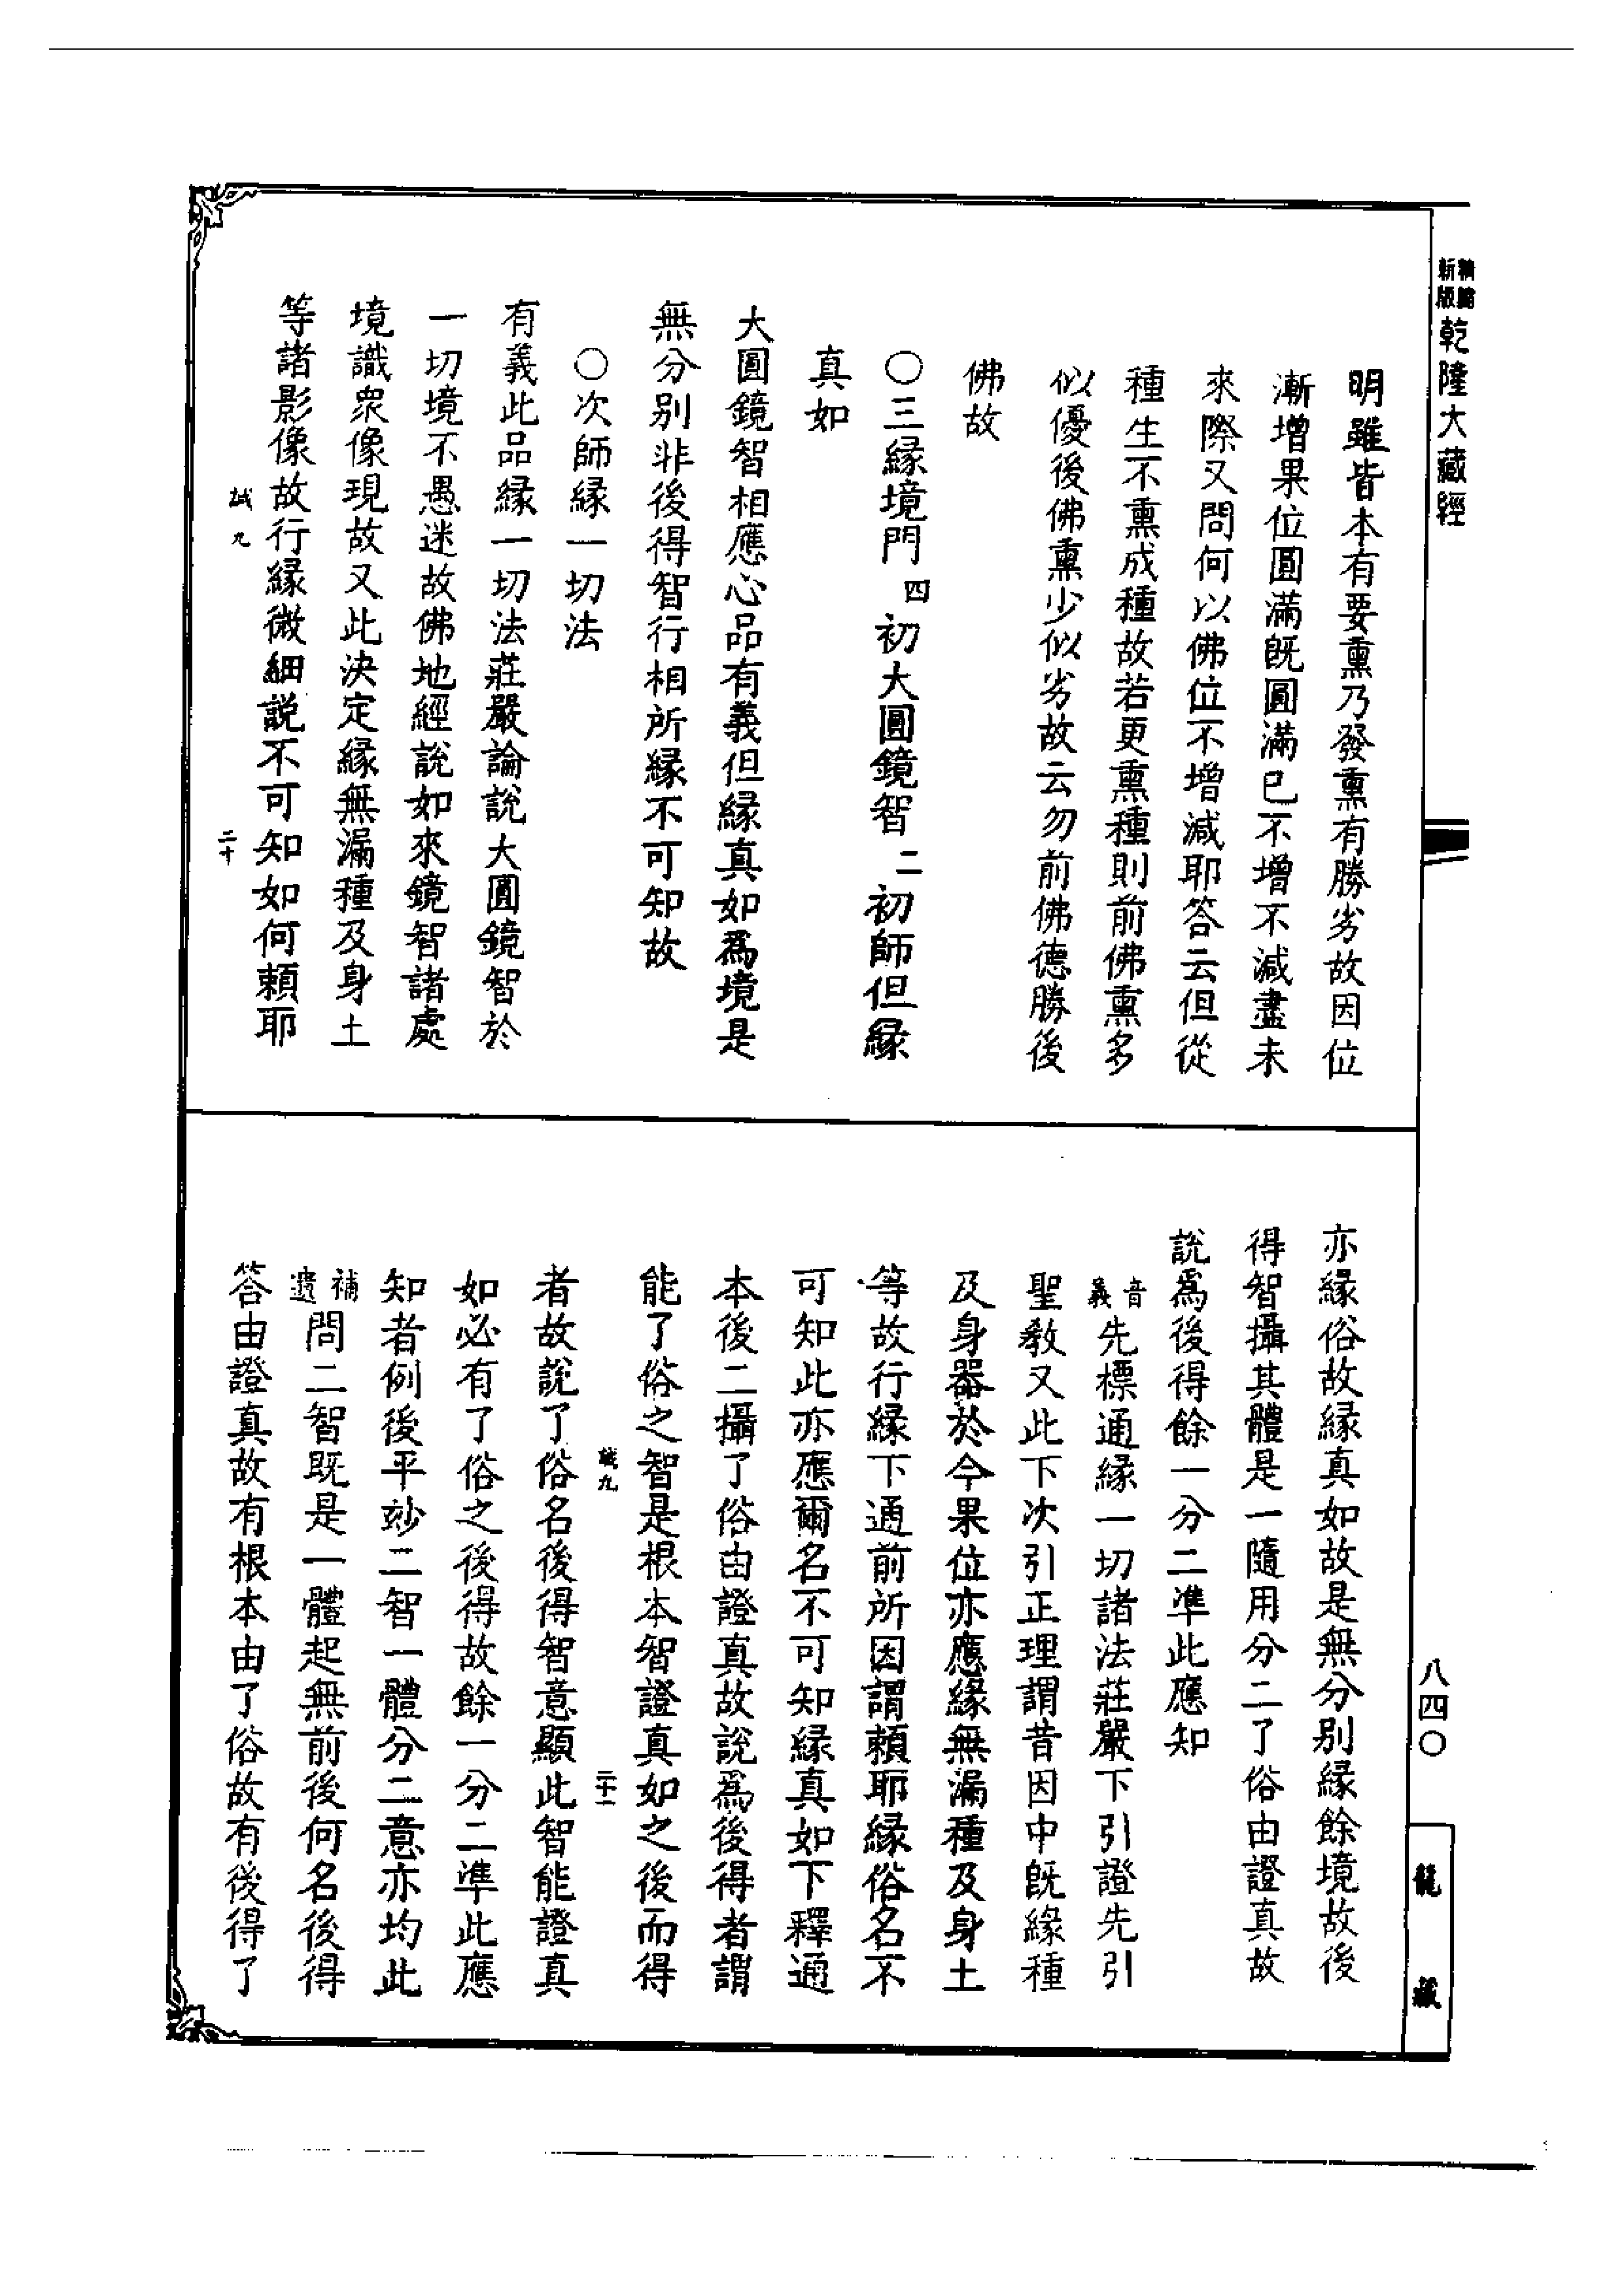 精縮新版乾隆大藏經
明雖皆本有要熏乃發熏有勝劣故因位
漸增果位圓滿旣圓滿已不增不減盡未
來際又問何以佛位不增減耶答云但從
種生不熏成種故若更熏種則前佛熏多
似優後佛熏少似劣故云勿前佛德勝後
佛故
〇三緣境門四初大圓鏡智二初師但緣
真如
大圓鏡智相應心品有義但緣真如爲境是
無分别非後得智行相所緣不可知故
〇次師緣一切法
有義此品緣一切法莊嚴論說大圓鏡智於
一切境不愚迷故佛地經說如來鏡智諸處
境識衆像現故又此決定緣無漏種及身土
等諸影像故行緣微細說不可知如何賴耶
誠九
二十
亦緣俗故緣真如故是無分别緣餘境故後
得智攝其體是一隨用分二了俗由證真故
說爲後得餘一分二準此應知
音義先標通緣一切諸法莊嚴下引證先引
聖教又此下次引正理謂昔因中旣緣種
及身器於今果位亦應緣無漏種及身土
等故行緣下通前所因謂賴耶緣俗名不
可知此亦應爾名不可知緣真如下釋通
本後二攝了俗由證真故說爲後得者謂
能了俗之智是根本智證真如之後而得
誠九
二十一
者故說了俗名後得智意顯此智能證真
如必有了俗之後得故餘一分二準此應
知者例後平竗二智一體分二意亦均此
補遺問二智既是一體起無前後何名後得
答由證真故有根本由了俗故有後得了
八四〇
龍藏